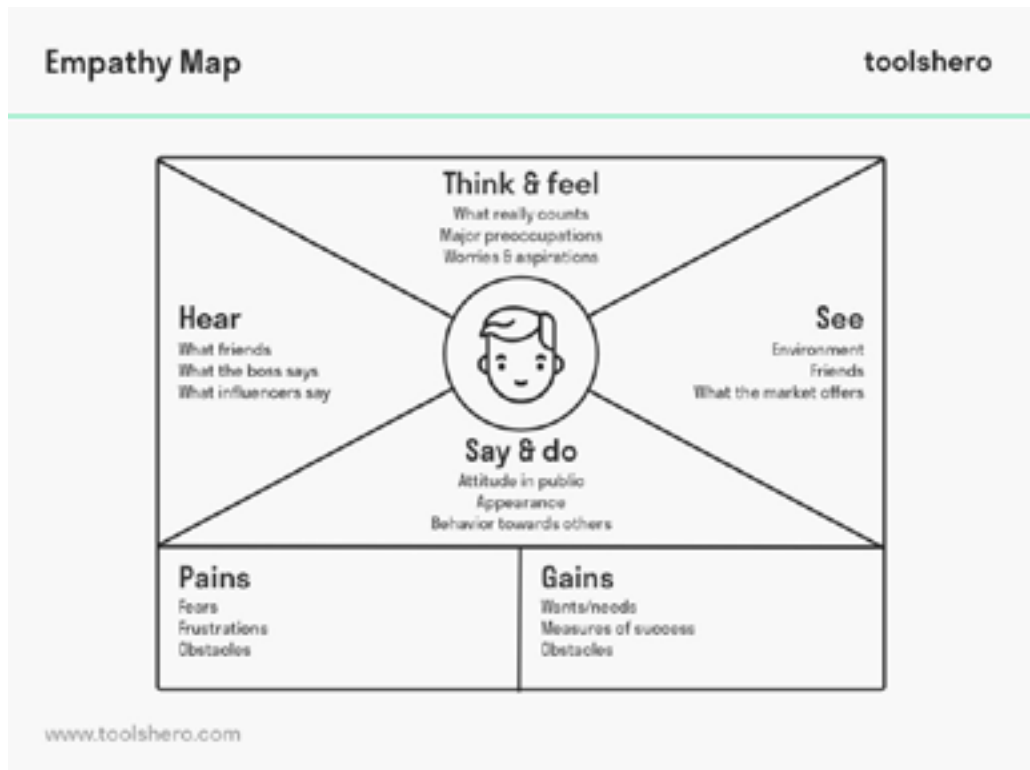 Empathy Map
toolshero
Think & feel
What really counts
Major preoccupations
Worries & aspirations
Hear
What friends
What the boss says
What influencers say
See
Environment
Friends
What the market offers
Say & do
Attitude in public
Appearance
Behavior towards others
Pains
Fears
Frustrations
Obstacles
Gains
Wants/needs
Measures of success
Obstacles
www.toolshero.com